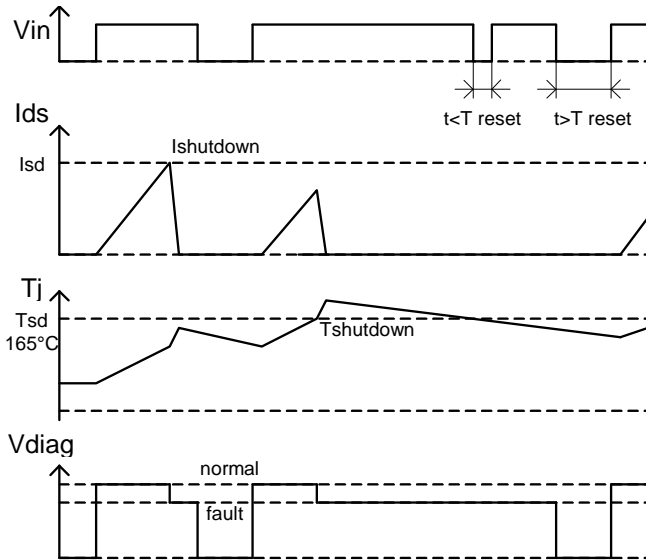 Vin
t<T reset
t>T reset
Ids
Isd
Ishutdown
Tj
Tsd
165°C
Tshutdown
Vdiag
normal
fault